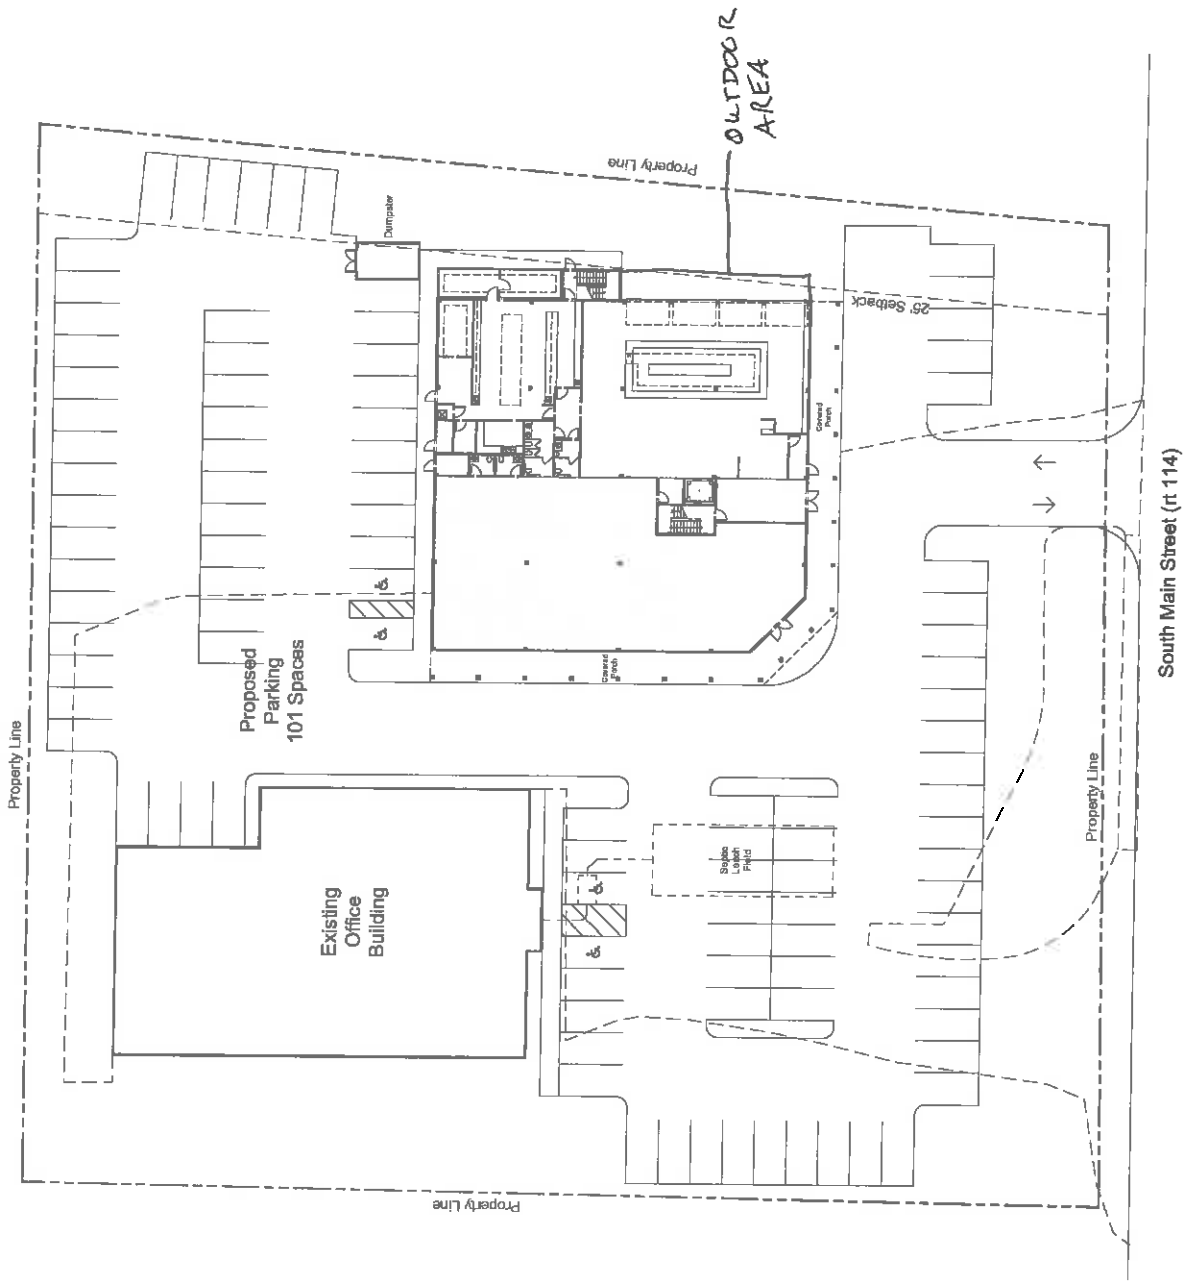 OUTDOOR
AREA
Property Line
Dumpster
25' Setback
Covered
Porch
South Main Street (rt 114)
Covered
Porch
Proposed
Parking
101 Spaces
Property Line
Property Line
Septic
Leach
Field
Existing
Office
Building
Property Line